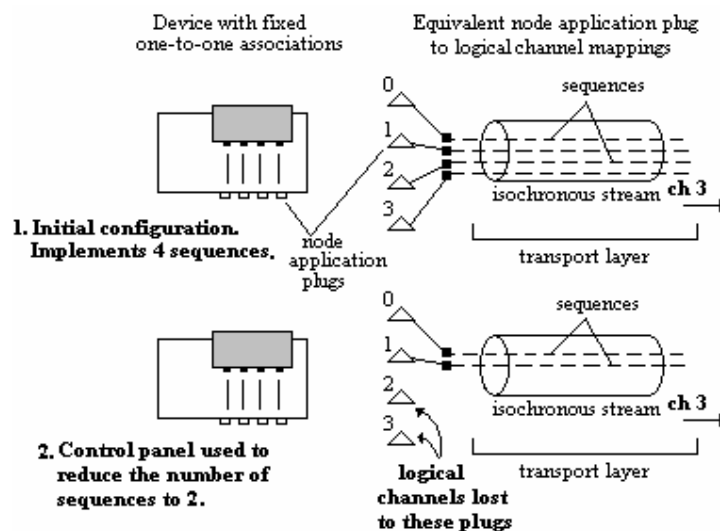 Device with fixed
one-to-one associations
Equivalent node application plug
to logical channel mappings
0
1
2
3
sequences
isochronous stream ch 3
transport layer
1. Initial configuration.
Implements 4 sequences.
node
application
plugs
0
1
2
3
sequences
isochronous stream ch 3
transport layer
2. Control panel used to
reduce the number of
sequences to 2.
logical
channels lost
to these plugs